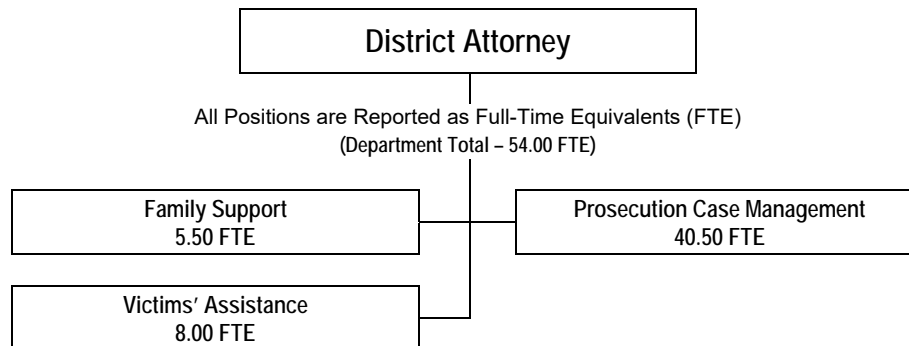 District Attorney
All Positions are Reported as Full-Time Equivalents (FTE)
(Department Total – 54.00 FTE)
Family Support
5.50 FTE
Prosecution Case Management
40.50 FTE
Victims’ Assistance
8.00 FTE